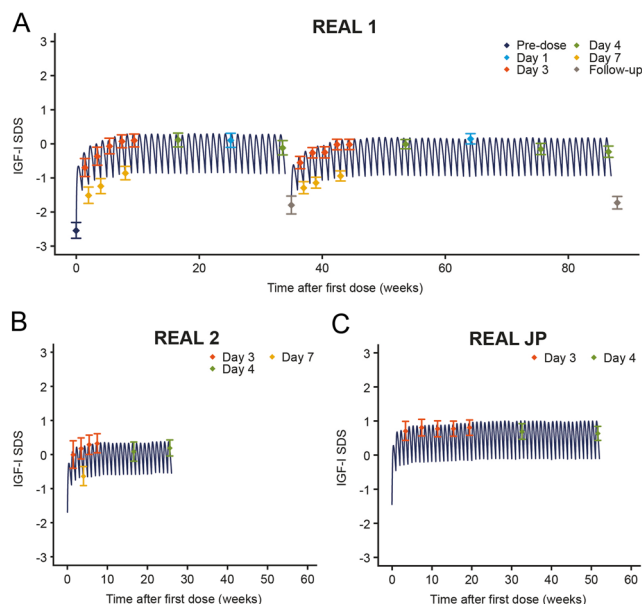 A
REAL 1
Pre-dose
Day 4
Day 1
Day 7
Day 3
Follow-up
IGF-I SDS
3
2
1
0
-1
-2
-3
0 20 40 60 80
Time after first dose (weeks)
B
REAL 2
Day 3
Day 7
Day 4
IGF-I SDS
3
2
1
0
-1
-2
-3
0 10 20 30 40 50 60
Time after first dose (weeks)
C
REAL JP
Day 3
Day 4
IGF-I SDS
3
2
1
0
-1
-2
-3
0 10 20 30 40 50 60
Time after first dose (weeks)